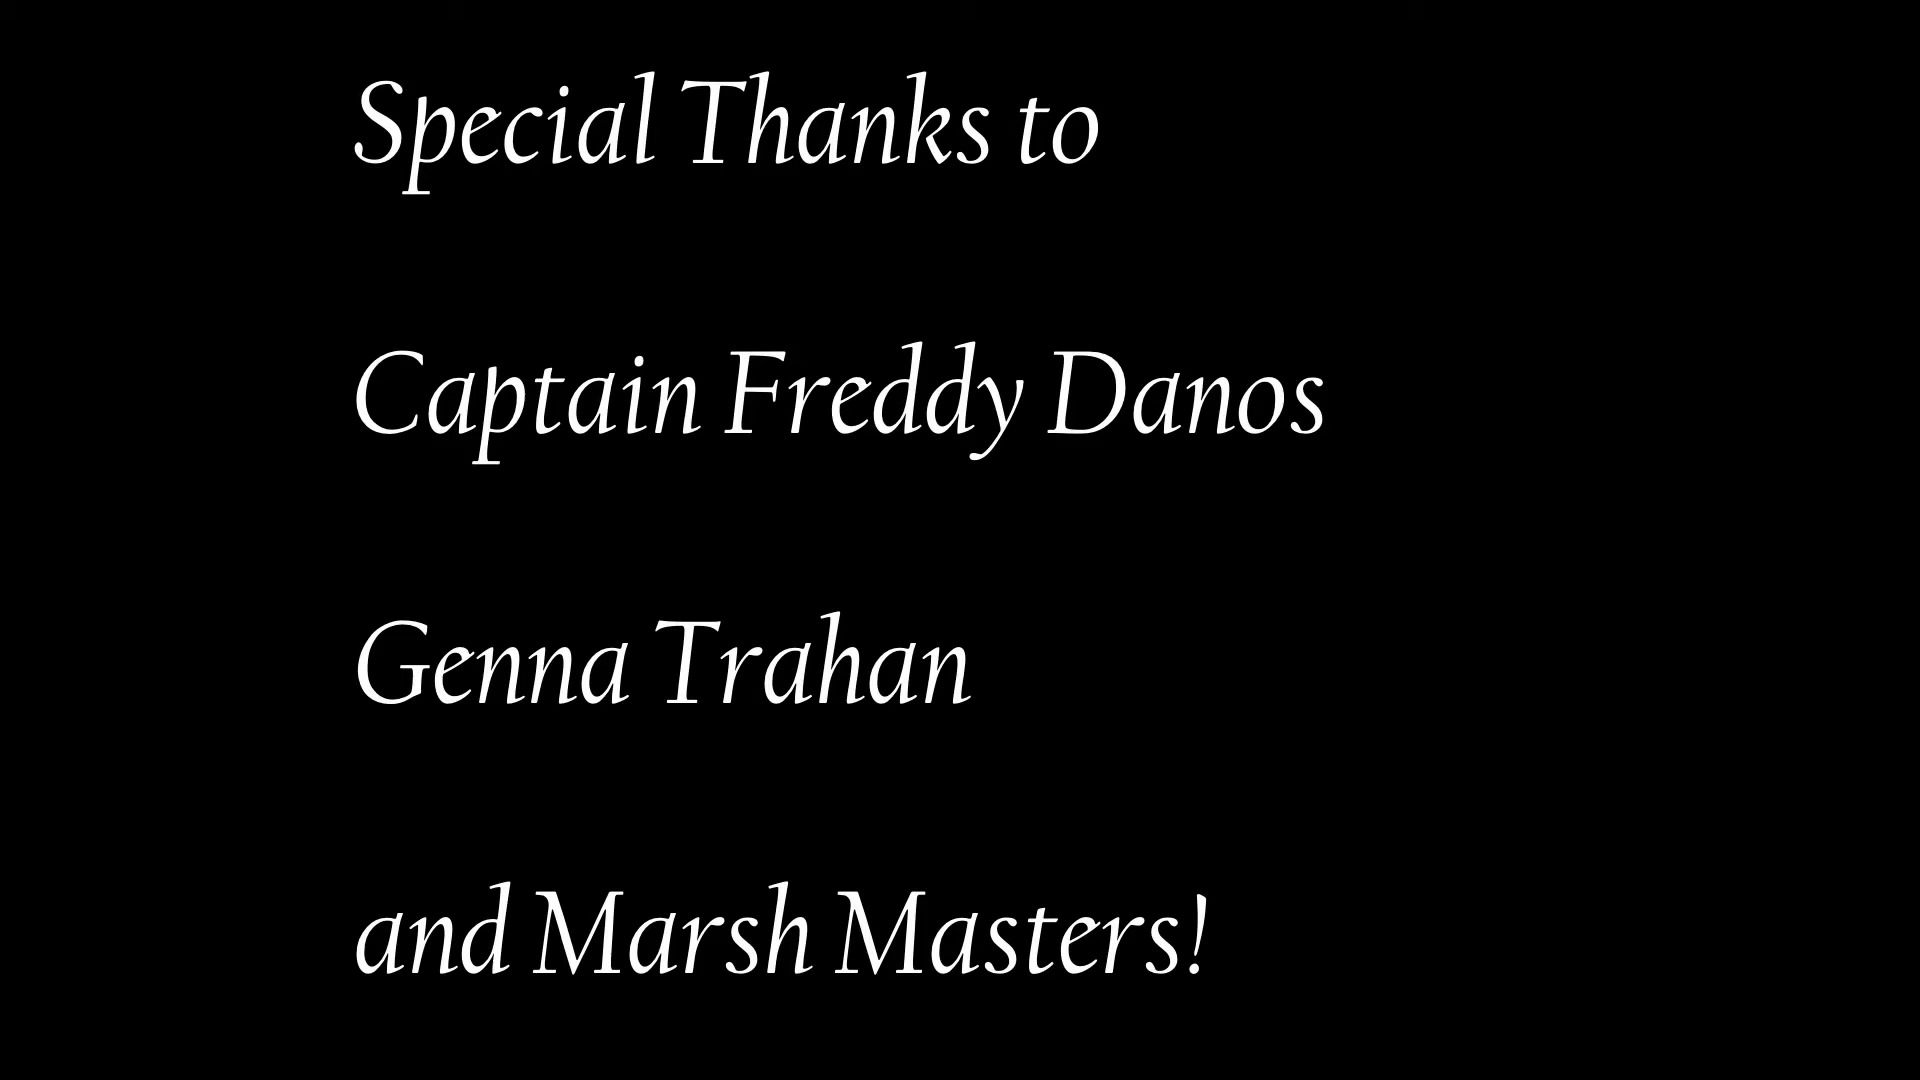 Special Thanks to
Captain Freddy Danos
Genna Trahan
and Marsh Masters!